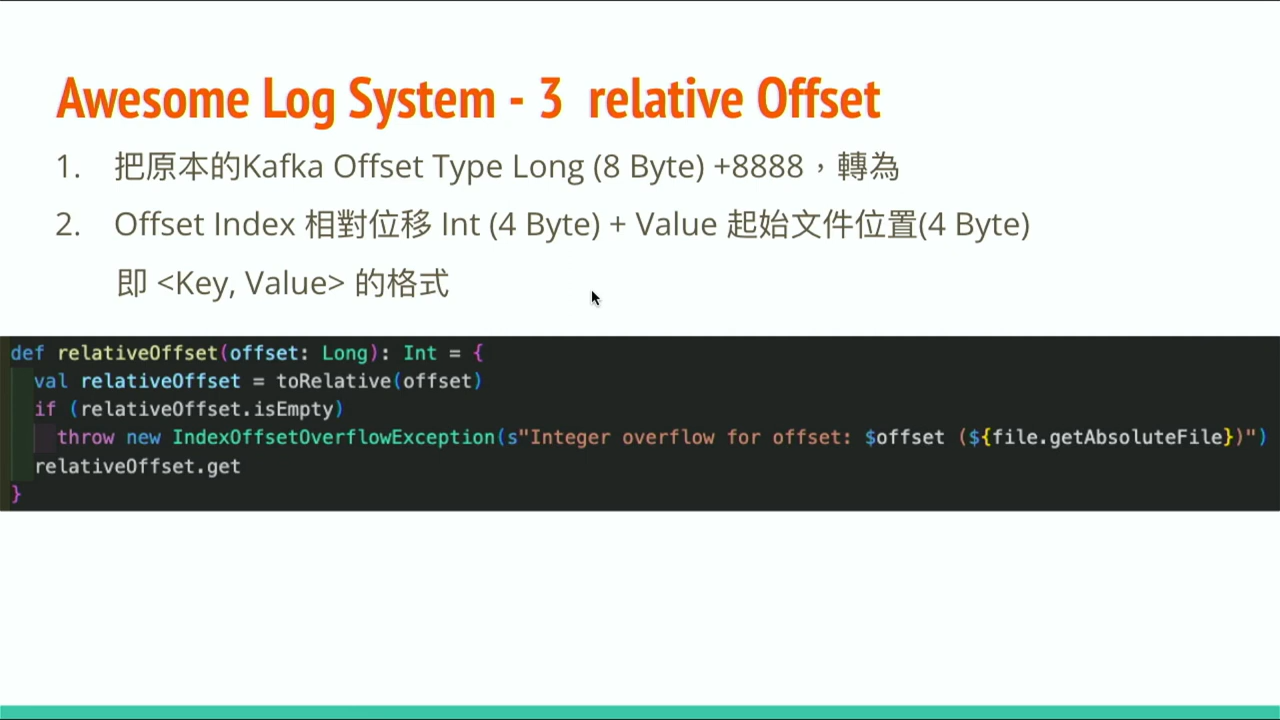 Awesome Log System - 3 relative Offset
1. 把原本的Kafka Offset Type Long (8 Byte) +8888，轉為
2. Offset Index 相對位移 Int (4 Byte) + Value 起始文件位置(4 Byte)
即 <Key, Value> 的格式
def relativeOffset(offset: Long): Int = {
val relativeOffset = toRelative(offset)
if (relativeOffset.isEmpty)
throw new IndexOffsetOverflowException(s"Integer overflow for offset: $offset (${file.getAbsoluteFile})")
relativeOffset.get
}